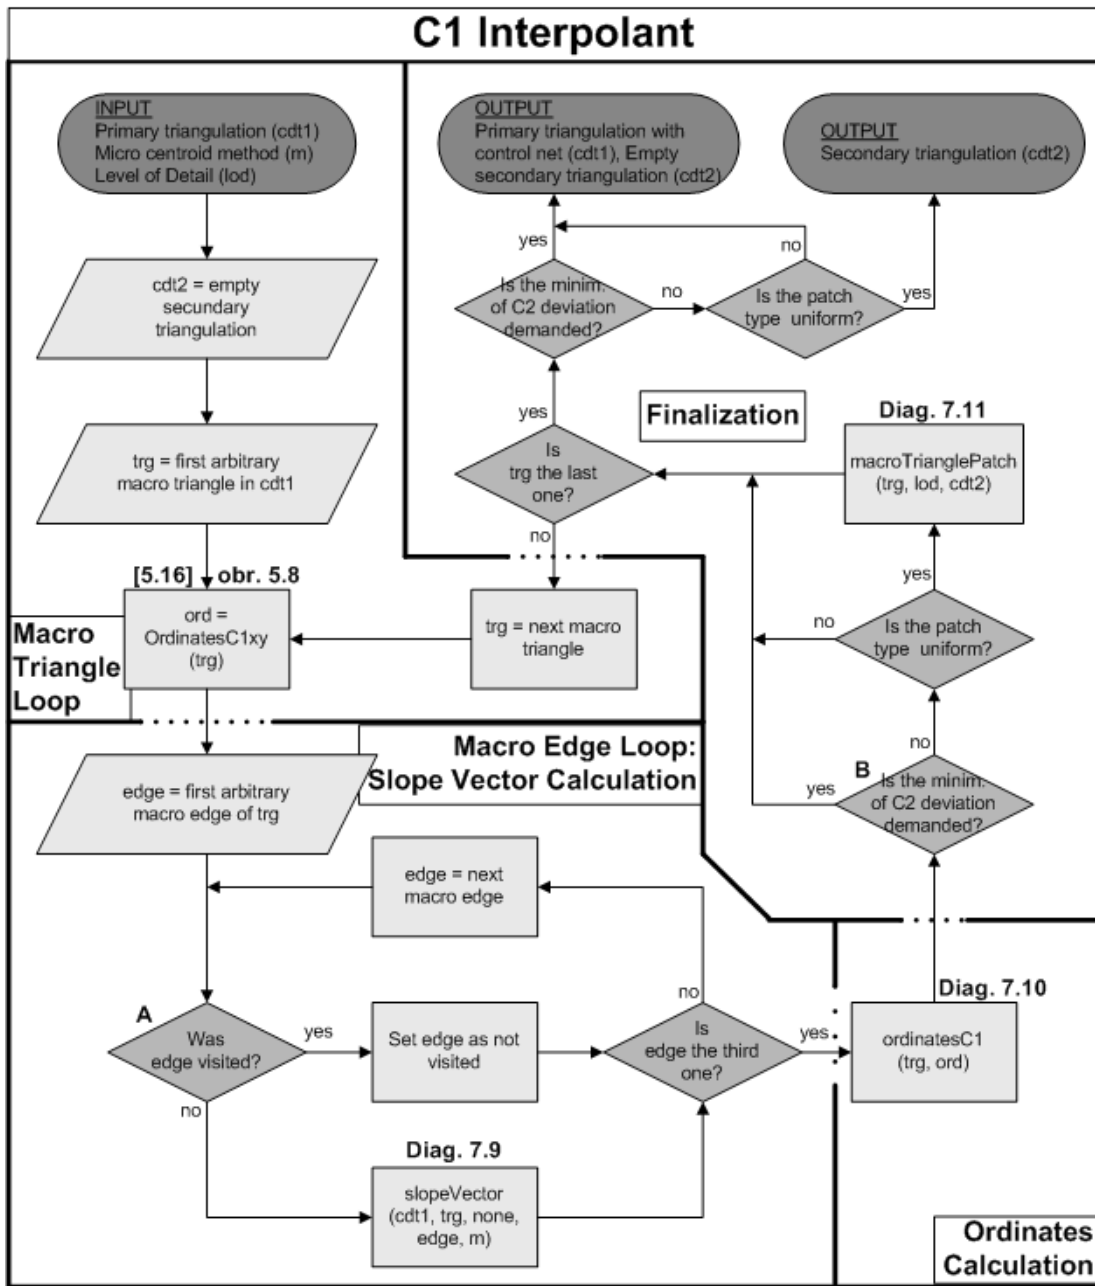 C1 Interpolant
INPUT
Primary triangulation (cdt1)
Micro centroid method (m)
Level of Detail (lod)
OUTPUT
Primary triangulation with
control net (cdt1), Empty
secondary triangulation (cdt2)
OUTPUT
Secondary triangulation (cdt2)
yes
no
cdt2 = empty
secundary
triangulation
Is the minim.
of C2 deviation
demanded?
no
Is the patch
type uniform?
yes
yes
Finalization
Diag. 7.11
trg = first arbitrary
macro triangle in cdt1
Is
trg the last
one?
macroTrianglePatch
(trg, lod, cdt2)
no
yes
[5.16]
obr. 5.8
Macro
Triangle
Loop
ord =
OrdinatesC1xy
(trg)
trg = next macro
triangle
no
Is the patch
type uniform?
no
Macro Edge Loop:
Slope Vector Calculation
B
Is the minim.
of C2 deviation
demanded?
yes
edge = first arbitrary
macro edge of trg
edge = next
macro edge
no
Diag. 7.10
A
Was
edge visited?
yes
Set edge as not
visited
Is
edge the third
one?
yes
ordinatesC1
(trg, ord)
no
Diag. 7.9
slopeVector
(cdt1, trg, none,
edge, m)
Ordinates
Calculation